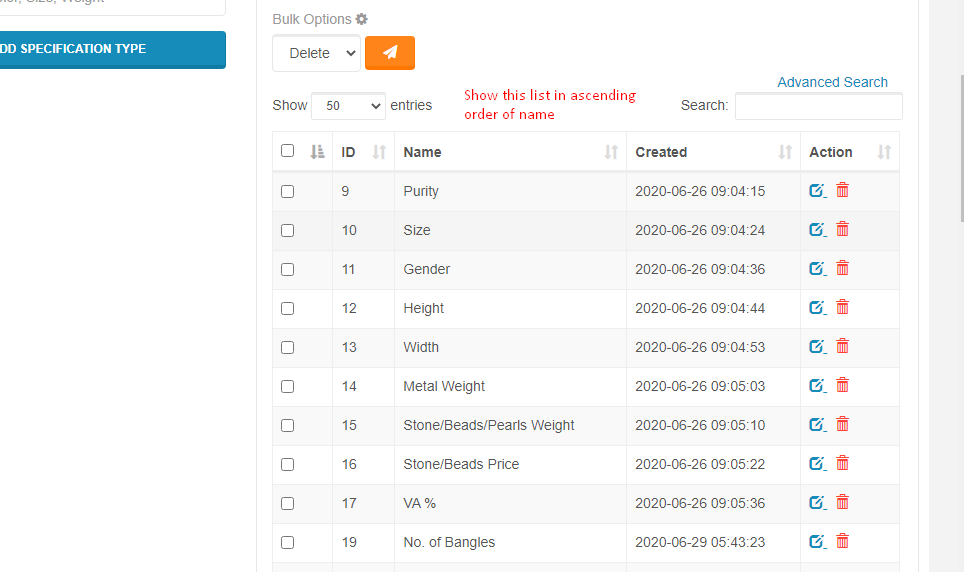 Bulk Options
Delete
DD SPECIFICATION TYPE
Advanced Search
Show 50 entries
Show this list in ascending
order of name
Search:
ID Name Created Action
9 Purity 2020-06-26 09:04:15
10 Size 2020-06-26 09:04:24
11 Gender 2020-06-26 09:04:36
12 Height 2020-06-26 09:04:44
13 Width 2020-06-26 09:04:53
14 Metal Weight 2020-06-26 09:05:03
15 Stone/Beads/Pearls Weight 2020-06-26 09:05:10
16 Stone/Beads Price 2020-06-26 09:05:22
17 VA % 2020-06-26 09:05:36
19 No. of Bangles 2020-06-29 05:43:23